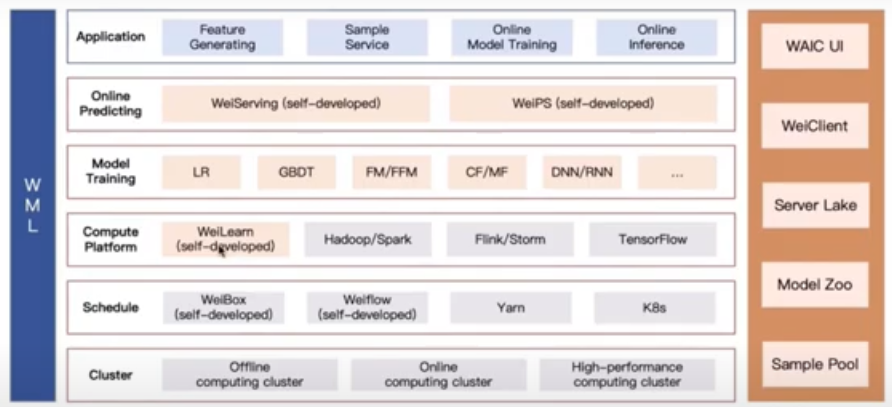 WML
Application
Feature
Generating
Sample
Service
Online
Model Training
Online
Inference
Online
Predicting
WeiServing (self-developed)
WeiPS (self-developed)
Model
Training
LR
GBDT
FM/FFM
CF/MF
DNN/RNN
...
Compute
Platform
WeiLearn
(self-developed)
Hadoop/Spark
Flink/Storm
TensorFlow
Schedule
WeiBox
(self-developed)
Weiflow
(self-developed)
Yarn
K8s
Cluster
Offline
computing cluster
Online
computing cluster
High-performance
computing cluster
WAIC UI
WeiClient
Server Lake
Model Zoo
Sample Pool